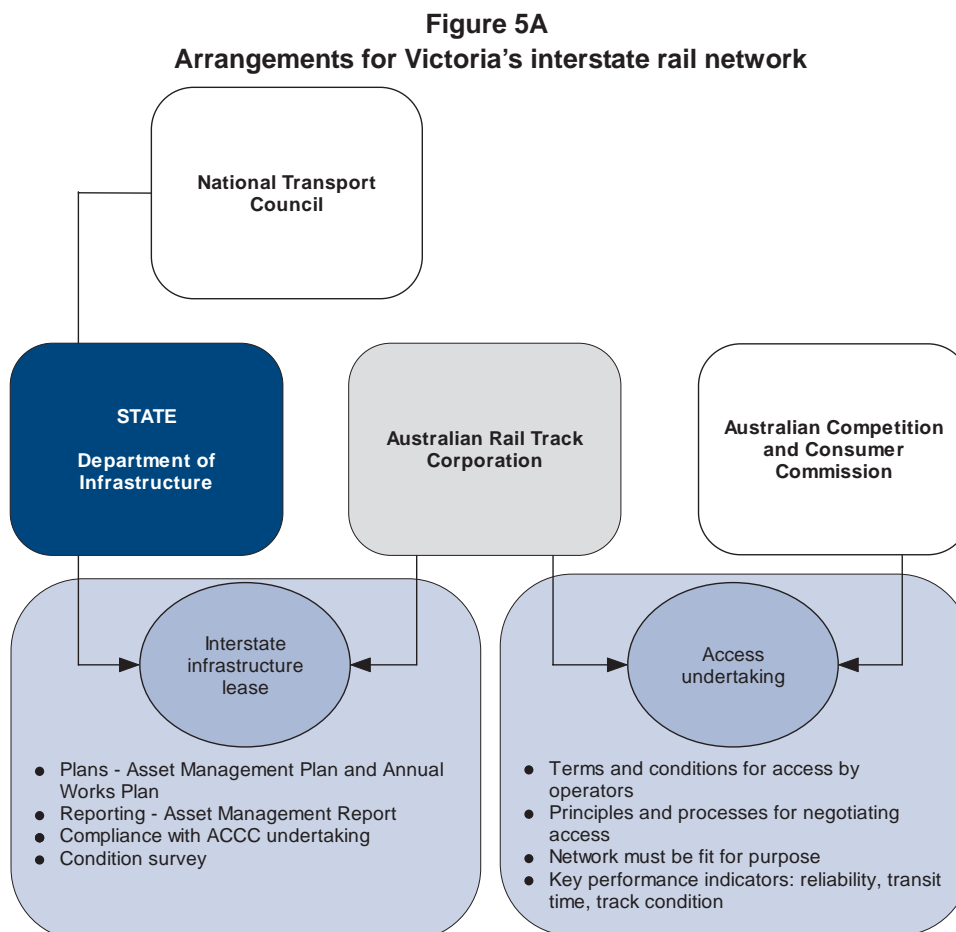 Figure 5A
Arrangements for Victoria's interstate rail network
National Transport
Council
STATE
Department of
Infrastructure
Australian Rail Track
Corporation
Australian Competition
and Consumer
Commission
Interstate
infrastructure
lease
Access
undertaking
● Plans - Asset Management Plan and Annual
Works Plan
● Reporting - Asset Management Report
● Compliance with ACCC undertaking
● Condition survey
● Terms and conditions for access by
operators
● Principles and processes for negotiating
access
● Network must be fit for purpose
● Key performance indicators: reliability, transit
time, track condition